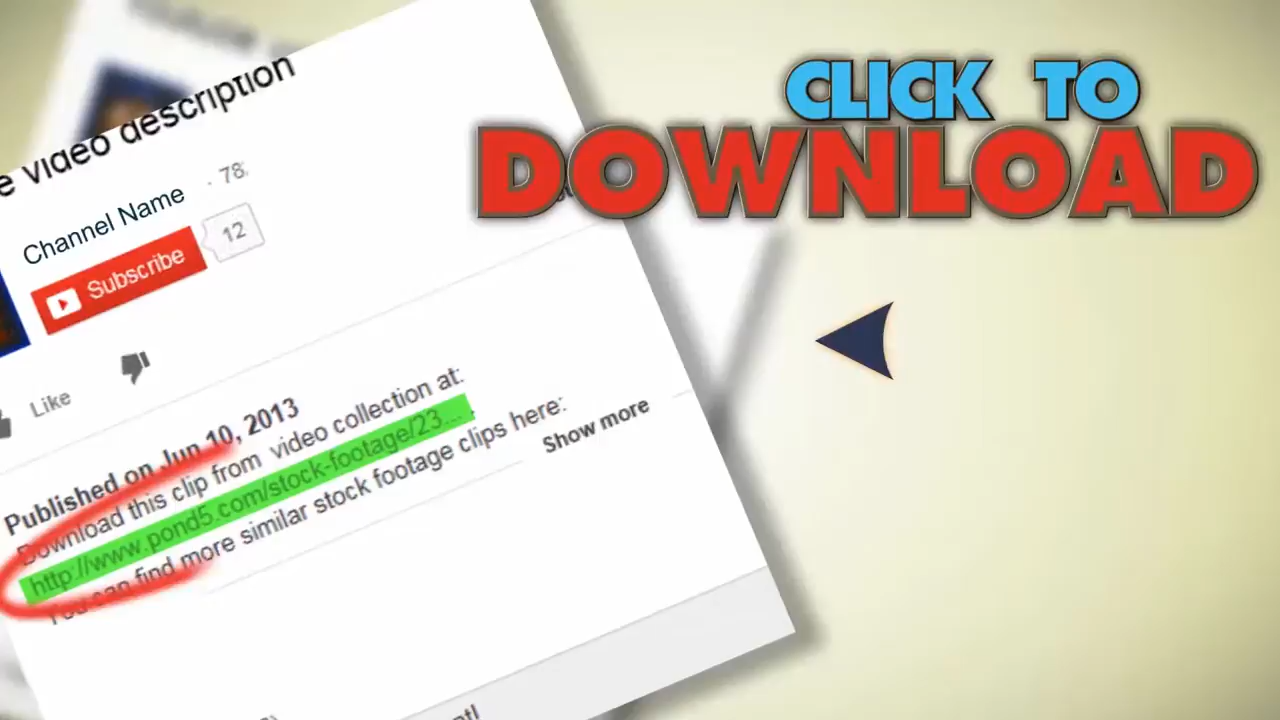 CLICK TO
DOWNLOAD
video description
Channel Name
78
Subscribe
12
Like
Published on Jun 10, 2013
Download this clip from video collection at:
http://www.pond5.com/stock-footage/23...
You can find more similar stock footage clips here:
Show more